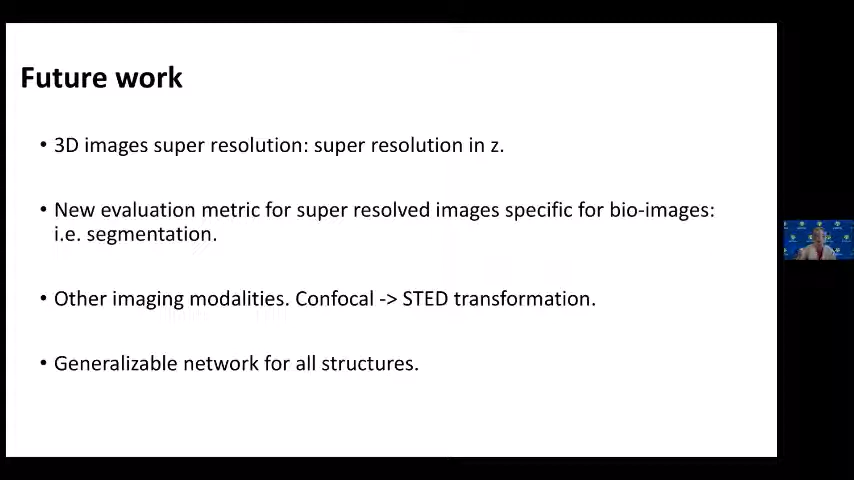 Future work
• 3D images super resolution: super resolution in z.
• New evaluation metric for super resolved images specific for bio-images:
i.e. segmentation.
• Other imaging modalities. Confocal -> STED transformation.
• Generalizable network for all structures.